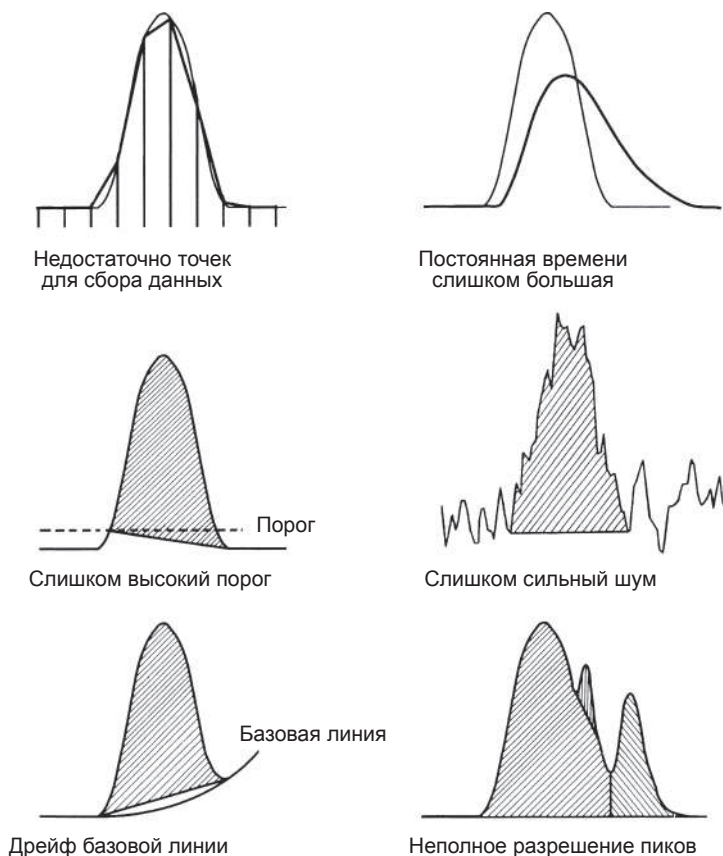 Недостаточно точек
для сбора данных
Постоянная времени
слишком большая
Порог
Слишком высокий порог
Слишком сильный шум
Базовая линия
Дрейф базовой линии
Неполное разрешение пиков